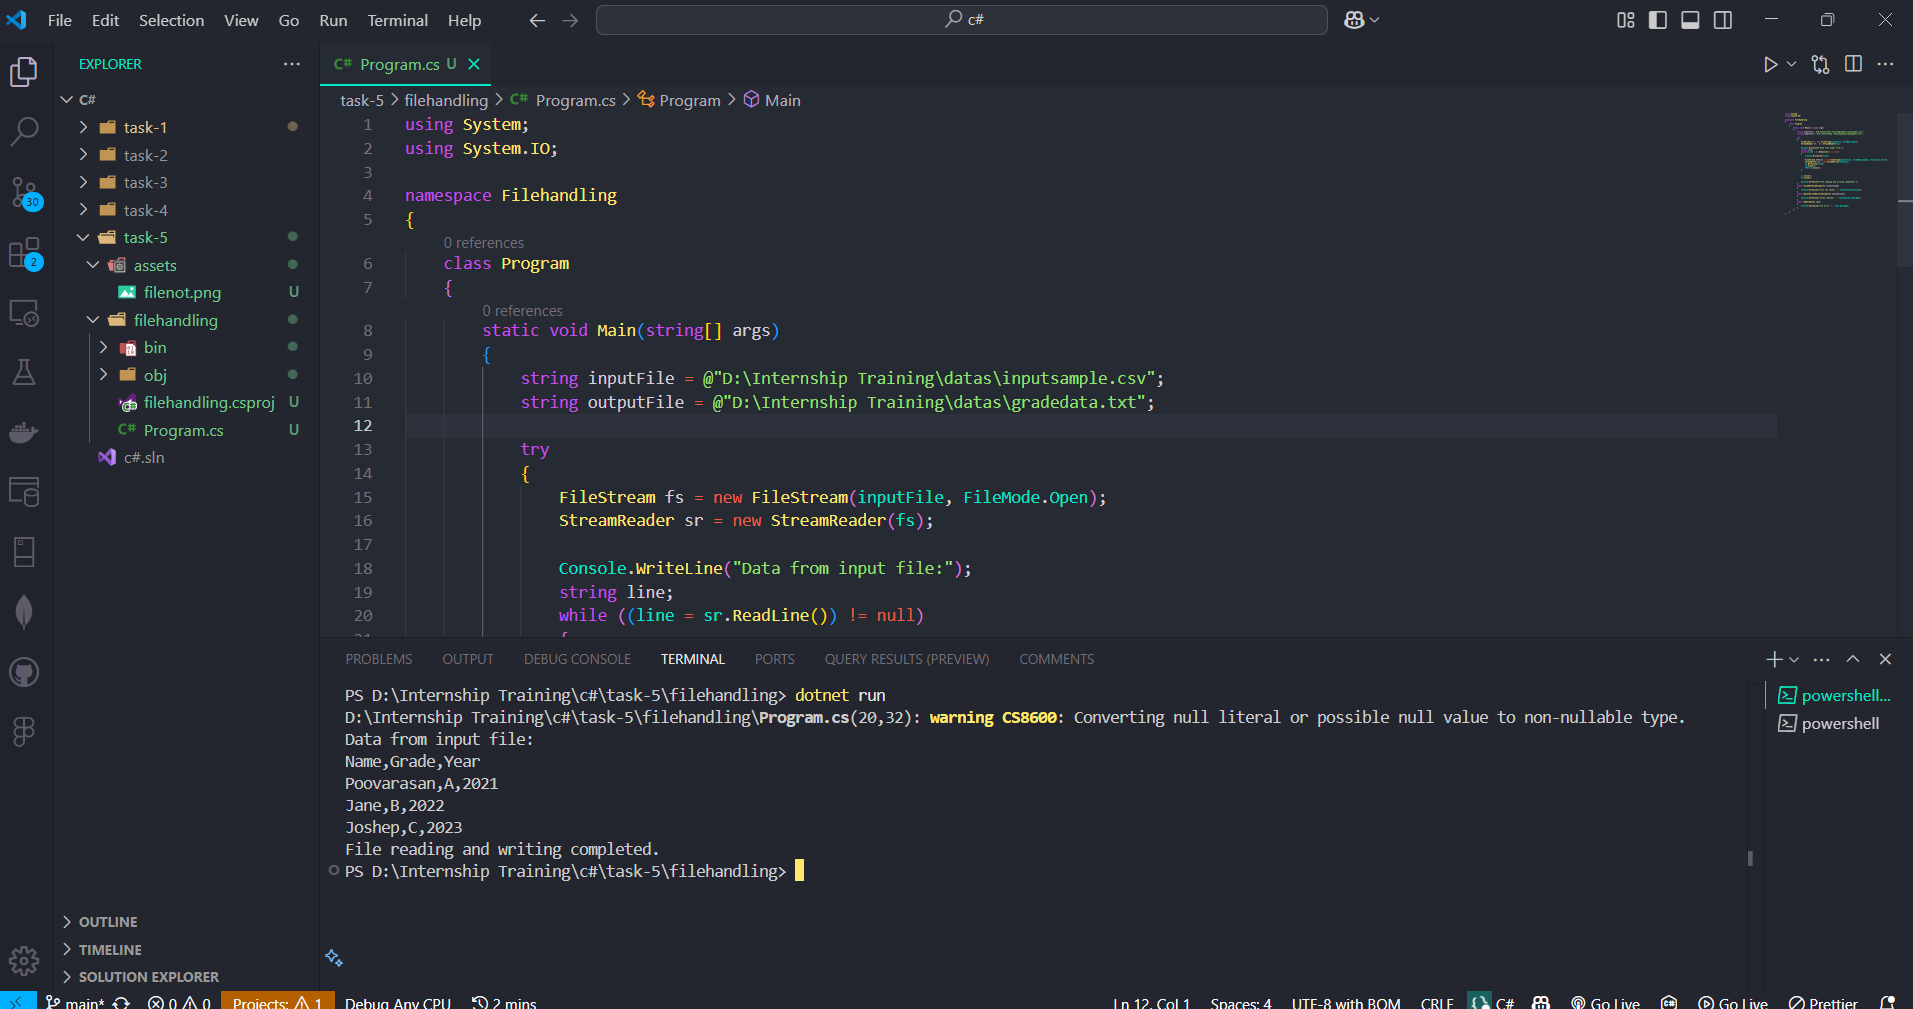 File Edit Selection View Go Run Terminal Help c#
EXPLORER
C#
task-1
task-2
task-3
task-4
task-5
assets
filenot.png U
filehandling
bin
obj
filehandling.csproj U
C# Program.cs U
c#.sln
OUTLINE
TIMELINE
SOLUTION EXPLORER
30
2
C# Program.cs U
task-5 > filehandling > C# Program.cs > Program > Main
1 using System;
2 using System.IO;
3
4 namespace Filehandling
5 {
0 references
6 class Program
7 {
0 references
8 static void Main(string[] args)
9 {
10 string inputFile = @"D:\Internship Training\datas\inputsample.csv";
11 string outputFile = @"D:\Internship Training\datas\gradedata.txt";
12
13 try
14 {
15 FileStream fs = new FileStream(inputFile, FileMode.Open);
16 StreamReader sr = new StreamReader(fs);
17
18 Console.WriteLine("Data from input file:");
19 string line;
20 while ((line = sr.ReadLine()) != null)
PROBLEMS OUTPUT DEBUG CONSOLE TERMINAL PORTS QUERY RESULTS (PREVIEW) COMMENTS
PS D:\Internship Training\c#\task-5\filehandling> dotnet run
D:\Internship Training\c#\task-5\filehandling\Program.cs(20,32): warning CS8600: Converting null literal or possible null value to non-nullable type.
Data from input file:
Name,Grade,Year
Poovarasan,A,2021
Jane,B,2022
Joshep,C,2023
File reading and writing completed.
PS D:\Internship Training\c#\task-5\filehandling>
powershell...
powershell
main* 0 0 Projects: 1 Debug Any CPU 2 mins Ln 12, Col 1 Spaces: 4 UTF-8 with BOM CRLF C# Go Live Go Live Prettier